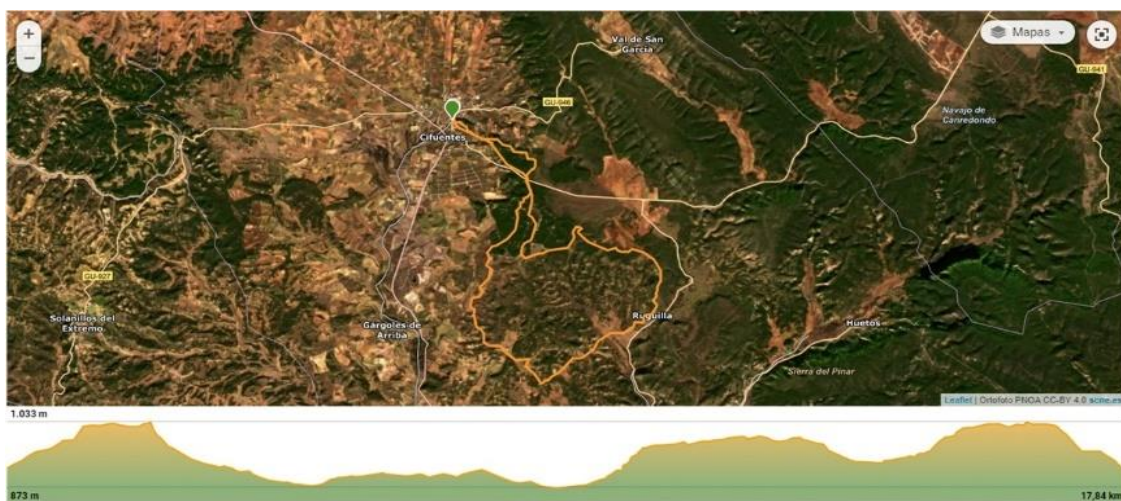 +
−
Mapas
Val de San
García
GU-941
GU-946
Navajo de
Canredondo
Cifuentes
GU-927
Solanillos del
Extremo
Gárgoles de
Arriba
Ruguilla
Huetos
Sierra del Pinar
Leaflet | Ortofoto PNOA CC-BY 4.0 scne.es
1.033 m
873 m
17,84 km